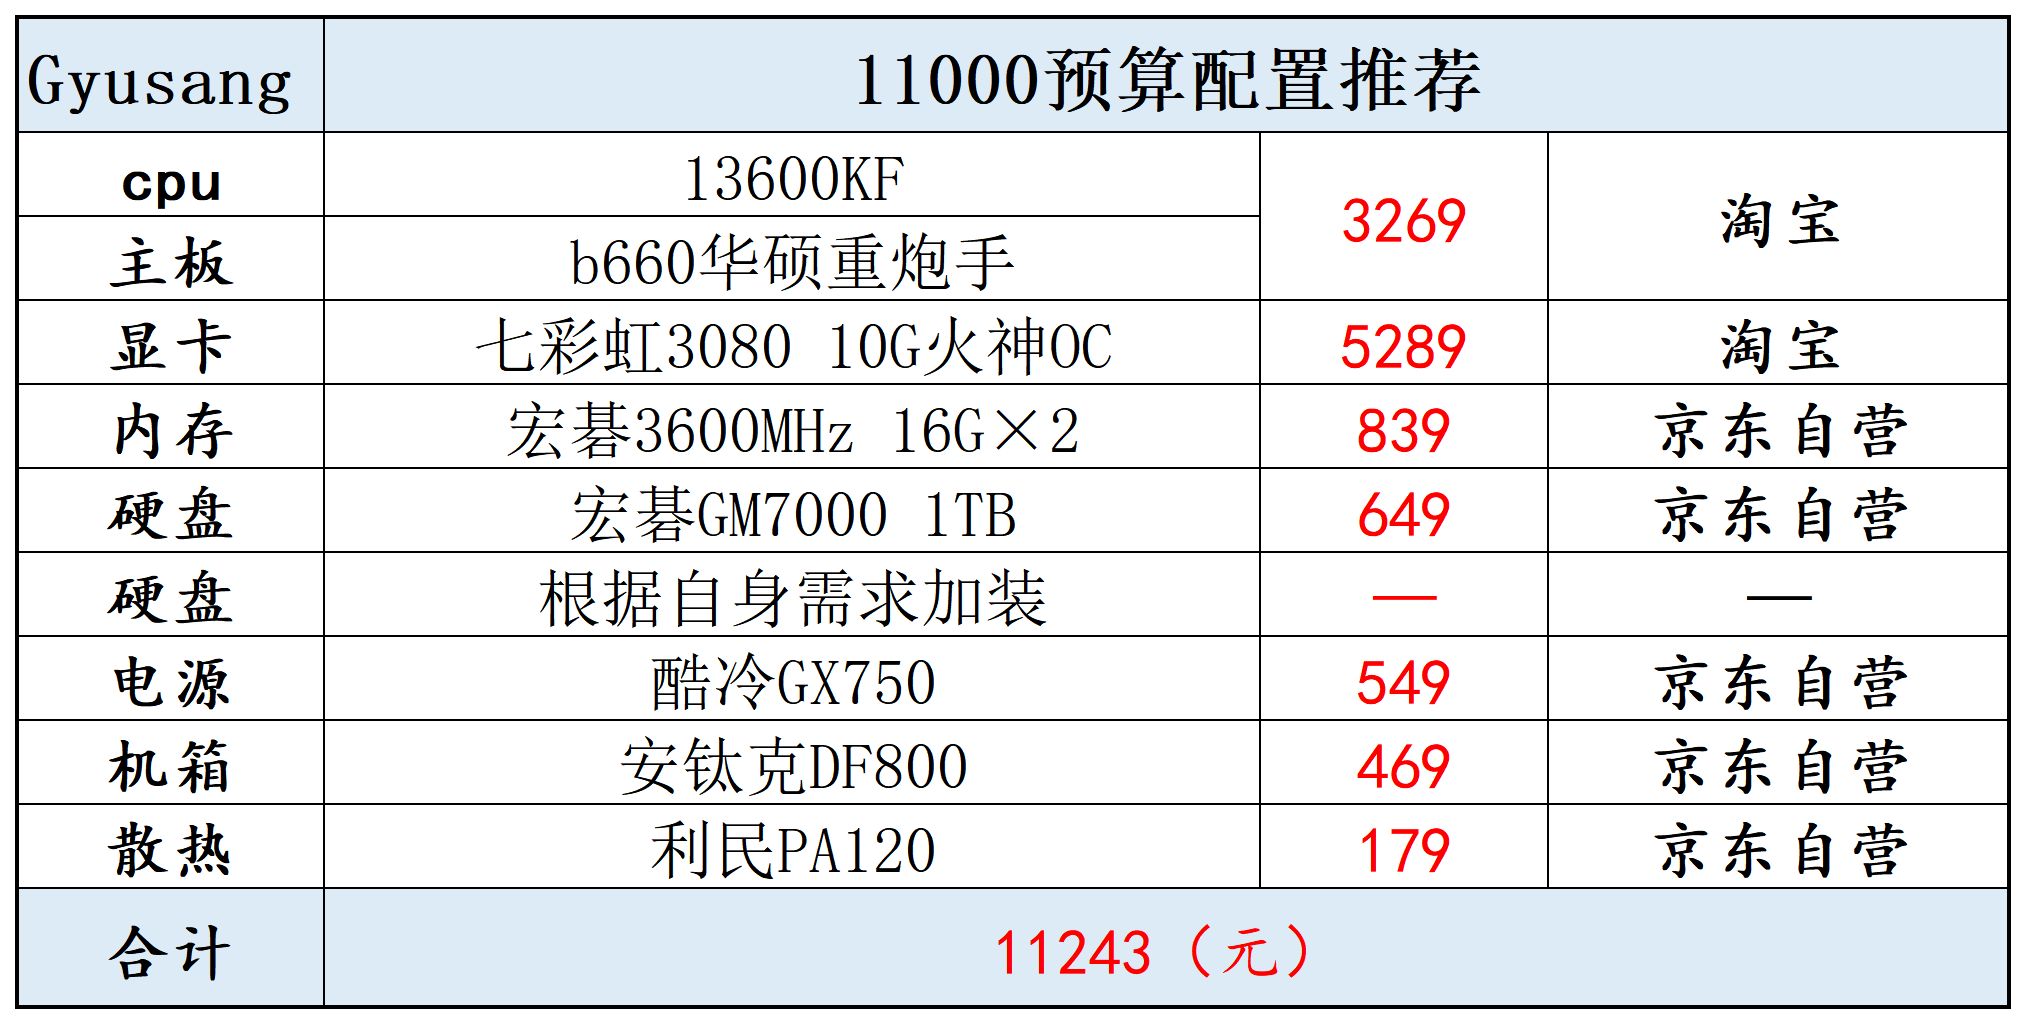 Gyusang 11000预算配置推荐
cpu 13600KF 3269 淘宝
主板 b660华硕重炮手
显卡 七彩虹3080 10G火神OC 5289 淘宝
内存 宏碁3600MHz 16G×2 839 京东自营
硬盘 宏碁GM7000 1TB 649 京东自营
硬盘 根据自身需求加装 — —
电源 酷冷GX750 549 京东自营
机箱 安钛克DF800 469 京东自营
散热 利民PA120 179 京东自营
合计 11243（元）